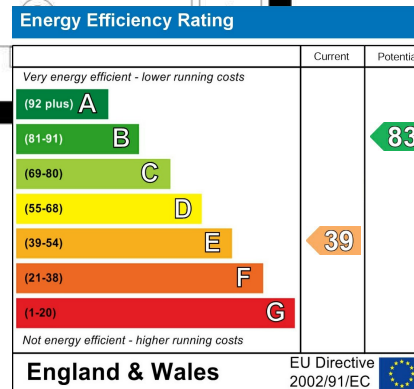 Energy Efficiency Rating
Current Potentia
Very energy efficient - lower running costs
(92 plus) A
(81-91) B
83
(69-80) C
(55-68) D
(39-54) E
39
(21-38) F
(1-20) G
Not energy efficient - higher running costs
England & Wales
EU Directive
2002/91/EC